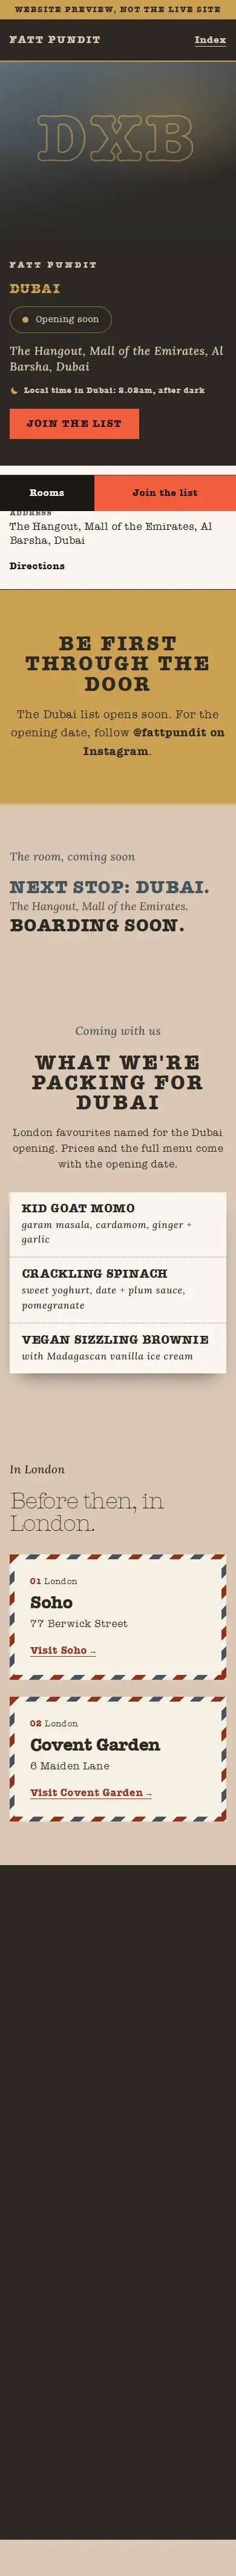 WEBSITE PREVIEW, NOT THE LIVE SITE
FATT PUNDIT
Index
DXB
FATT PUNDIT
DUBAI
Opening soon
The Hangout, Mall of the Emirates, Al
Barsha, Dubai
Local time in Dubai: 2.02am, after dark
JOIN THE LIST
Rooms
Join the list
ADDRESS
The Hangout, Mall of the Emirates, Al
Barsha, Dubai
Directions
BE FIRST
THROUGH THE
DOOR
The Dubai list opens soon. For the
opening date, follow @fattpundit on
Instagram.
The room, coming soon
NEXT STOP: DUBAI.
The Hangout, Mall of the Emirates.
BOARDING SOON.
Coming with us
WHAT WE'RE
PACKING FOR
DUBAI
London favourites named for the Dubai
opening. Prices and the full menu come
with the opening date.
KID GOAT MOMO
garam masala, cardamom, ginger +
garlic
CRACKLING SPINACH
sweet yoghurt, date + plum sauce,
pomegranate
VEGAN SIZZLING BROWNIE
with Madagascan vanilla ice cream
In London
Before then, in
London.
01 London
Soho
77 Berwick Street
Visit Soho →
02 London
Covent Garden
6 Maiden Lane
Visit Covent Garden →